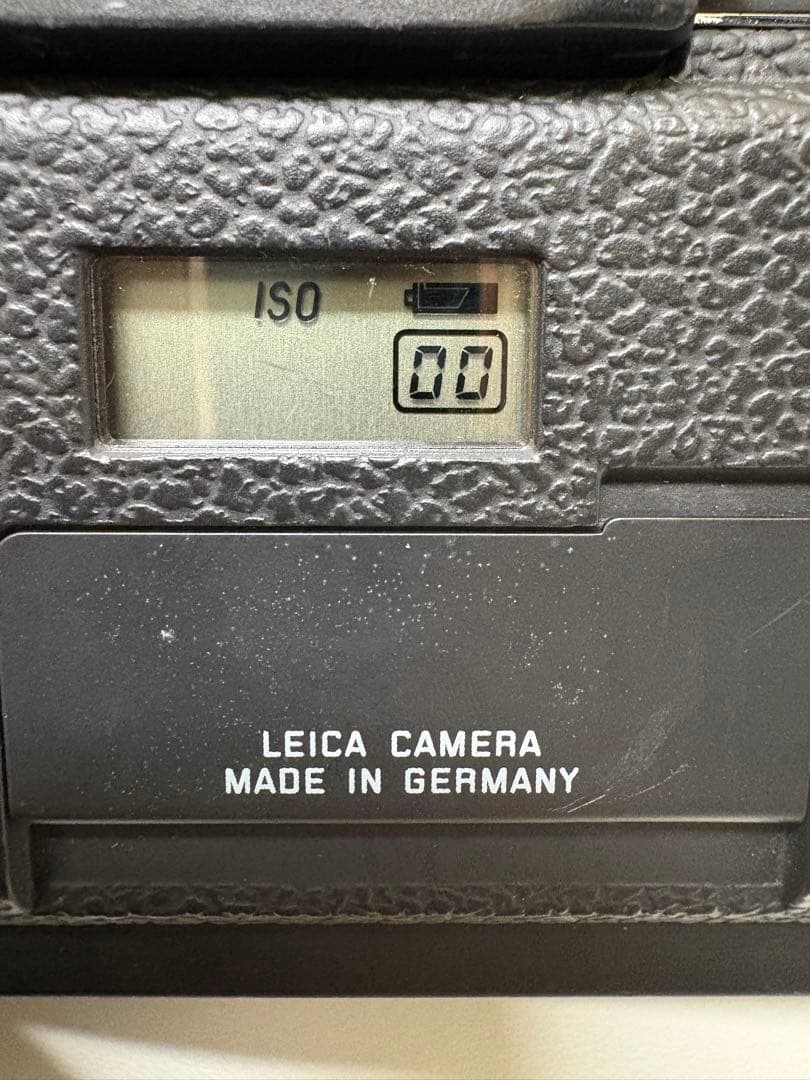 ISO
00
LEICA CAMERA
MADE IN GERMANY